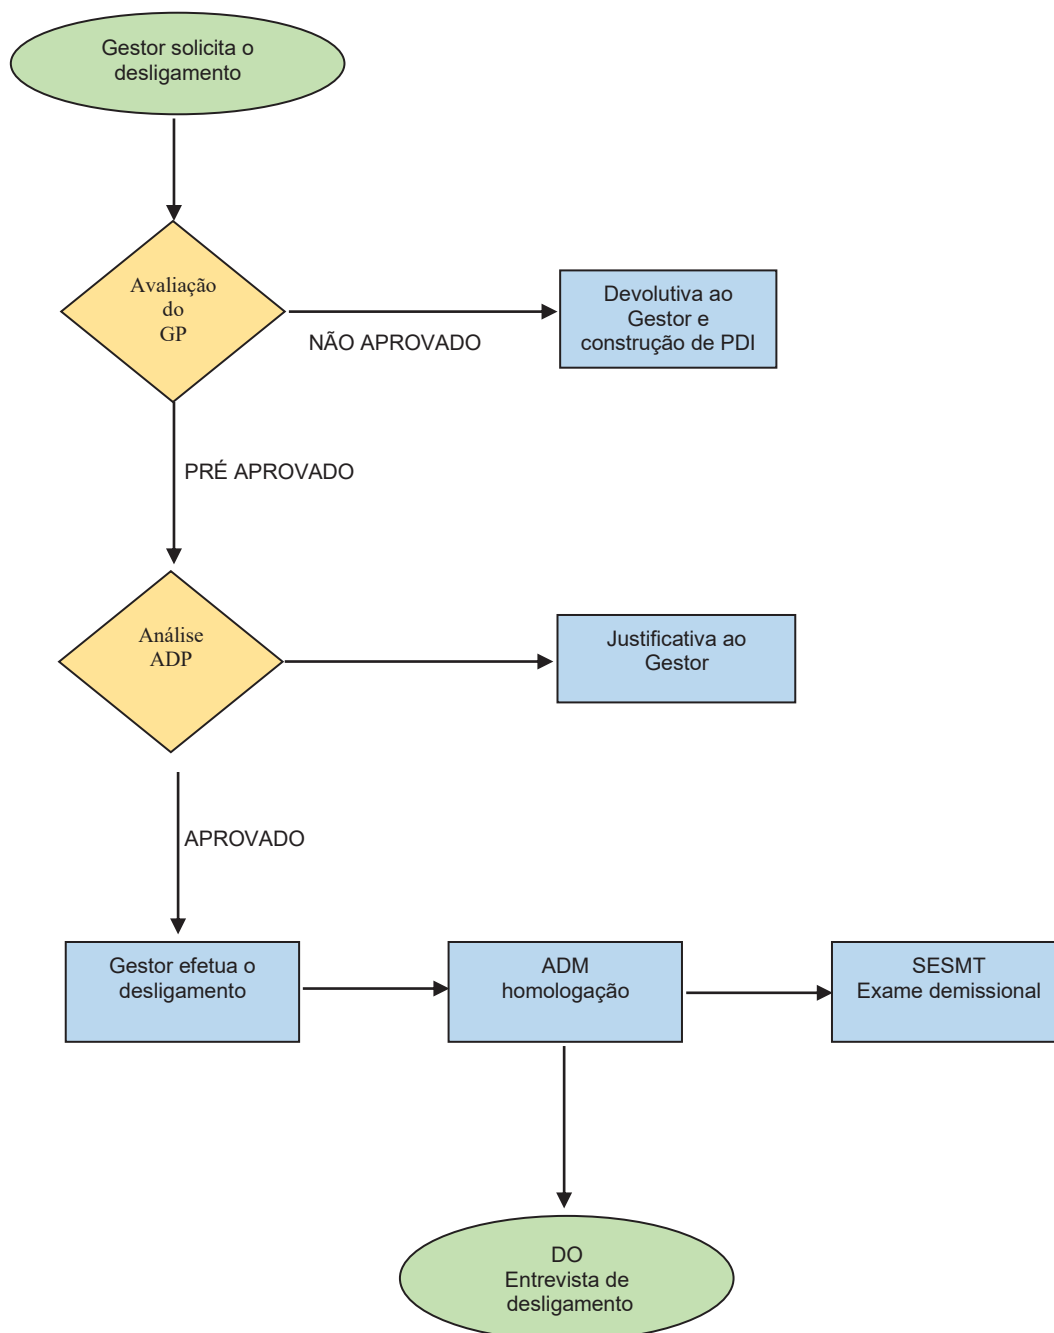 Gestor solicita o
desligamento
Avaliação
do
GP
NÃO APROVADO
Devolutiva ao
Gestor e
construção de PDI
PRÉ APROVADO
Análise
ADP
Justificativa ao
Gestor
APROVADO
Gestor efetua o
desligamento
ADM
homologação
SESMT
Exame demissional
DO
Entrevista de
desligamento